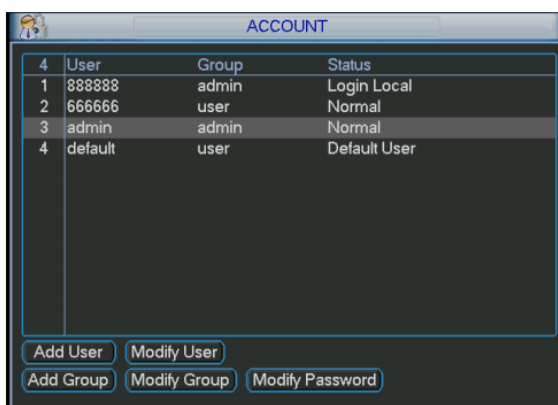 ACCOUNT
4 User Group Status
1 888888 admin Login Local
2 666666 user Normal
3 admin admin Normal
4 default user Default User
Add User Modify User
Add Group Modify Group Modify Password